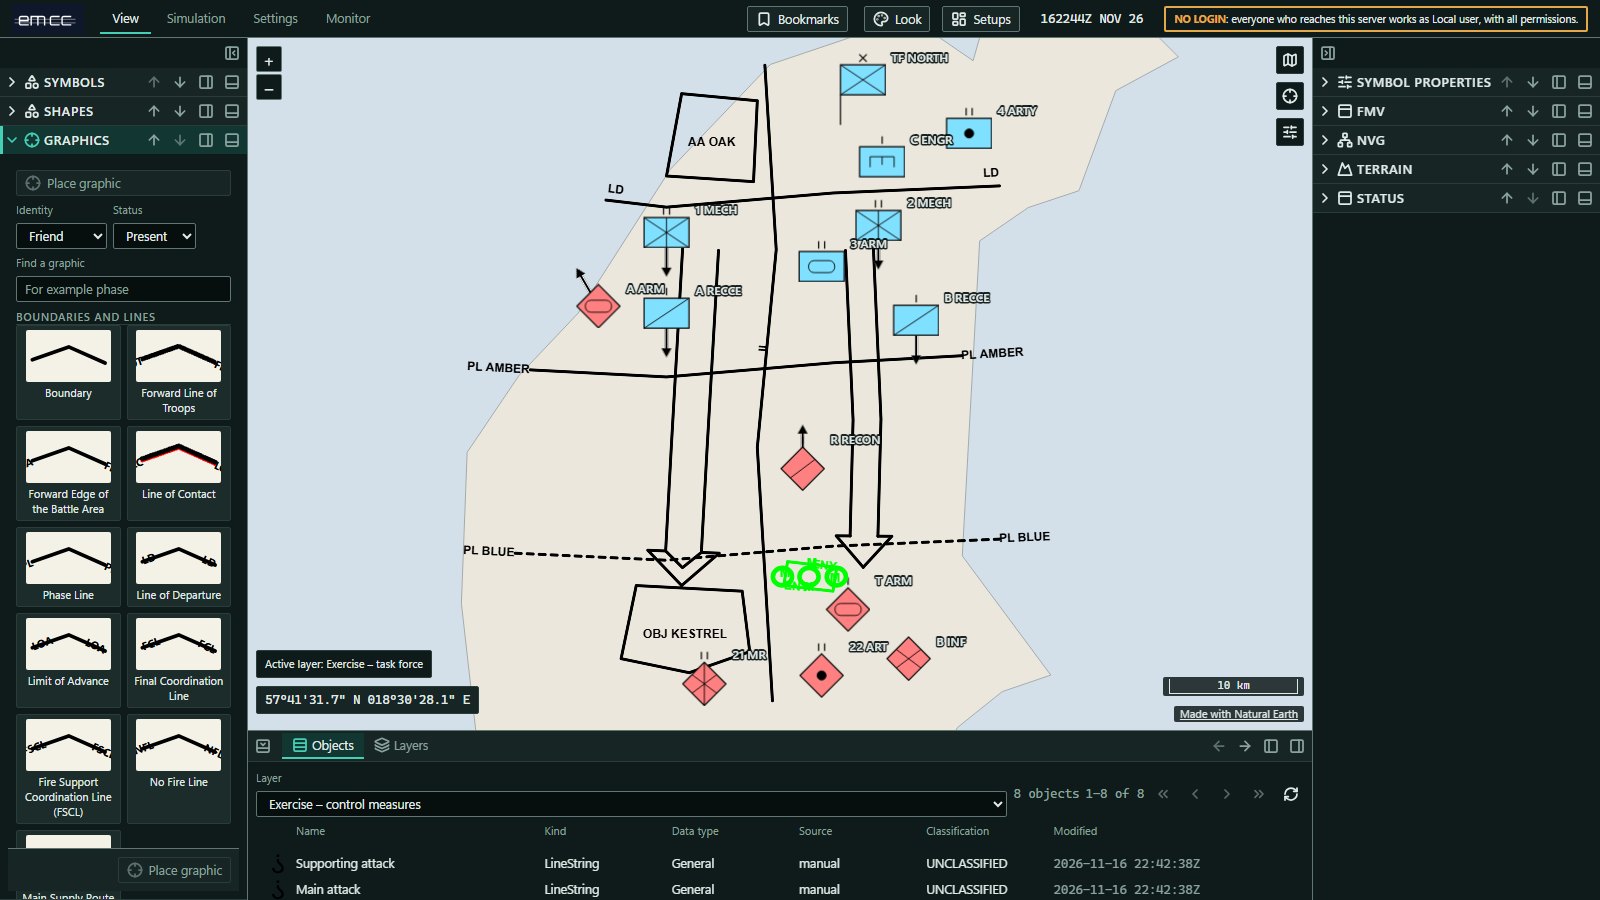 emcc
View
Simulation
Settings
Monitor
Bookmarks
Look
Setups
162244Z NOV 26
NO LOGIN: everyone who reaches this server works as Local user, with all permissions.
SYMBOLS
SHAPES
GRAPHICS
Place graphic
Identity
Status
Friend
Present
Find a graphic
For example phase
BOUNDARIES AND LINES
Boundary
Forward Line of
Troops
Forward Edge of
the Battle Area
Line of Contact
Phase Line
Line of Departure
Limit of Advance
Final Coordination
Line
Fire Support
Coordination Line
(FSCL)
No Fire Line
Place graphic
Main Supply Route
+
−
TF NORTH
4 ARTY
C ENGR
AA OAK
LD
LD
1 MECH
2 MECH
3 ARM
A ARM
A RECCE
B RECCE
PL AMBER
PL AMBER
R RECON
PL BLUE
PL BLUE
T ARM
OBJ KESTREL
21 MR
22 ART
B INF
Active layer: Exercise – task force
57°41'31.7" N 018°30'28.1" E
10 km
Made with Natural Earth
SYMBOL PROPERTIES
FMV
NVG
TERRAIN
STATUS
Objects
Layers
Layer
Exercise – control measures
8 objects 1–8 of 8
Name Kind Data type Source Classification Modified
Supporting attack LineString General manual UNCLASSIFIED 2026-11-16 22:42:38Z
Main attack LineString General manual UNCLASSIFIED 2026-11-16 22:42:38Z